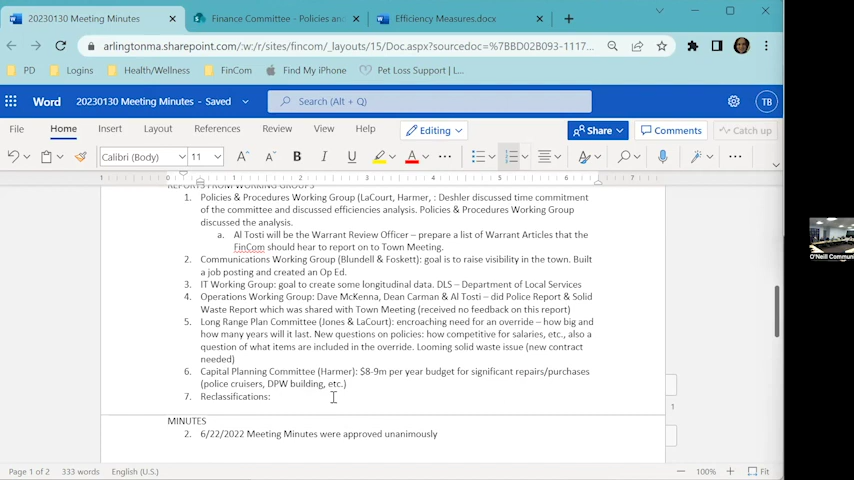 20230130 Meeting Minutes
Finance Committee - Policies an
Efficiency Measures.docx
arlingtonma.sharepoint.com/:w:/r/sites/fincom/_layouts/15/Doc.aspx?sourcedoc=%7BBD02B093-1117...
PD
Logins
Health/Wellness
FinCom
Find My iPhone
Pet Loss Support | L...
Word
20230130 Meeting Minutes - Saved
Search (Alt + Q)
TB
File
Home
Insert
Layout
References
Review
View
Help
Editing
Share
Comments
Catch up
Calibri (Body)
11
REPORTS FROM WORKING GROUPS
1. Policies & Procedures Working Group (LaCourt, Harmer, : Deshler discussed time commitment
of the committee and discussed efficiencies analysis. Policies & Procedures Working Group
discussed the analysis.
a. Al Tosti will be the Warrant Review Officer – prepare a list of Warrant Articles that the
FinCom should hear to report on to Town Meeting.
2. Communications Working Group (Blundell & Foskett): goal is to raise visibility in the town. Built
a job posting and created an Op Ed.
3. IT Working Group: goal to create some longitudinal data. DLS – Department of Local Services
4. Operations Working Group: Dave McKenna, Dean Carman & Al Tosti – did Police Report & Solid
Waste Report which was shared with Town Meeting (received no feedback on this report)
5. Long Range Plan Committee (Jones & LaCourt): encroaching need for an override – how big and
how many years will it last. New questions on policies: how competitive for salaries, etc., also a
question of what items are included in the override. Looming solid waste issue (new contract
needed)
6. Capital Planning Committee (Harmer): $8-9m per year budget for significant repairs/purchases
(police cruisers, DPW building, etc.)
7. Reclassifications:
MINUTES
2. 6/22/2022 Meeting Minutes were approved unanimously
O'Neill Commun
Page 1 of 2
333 words
English (U.S.)
100%
Fit